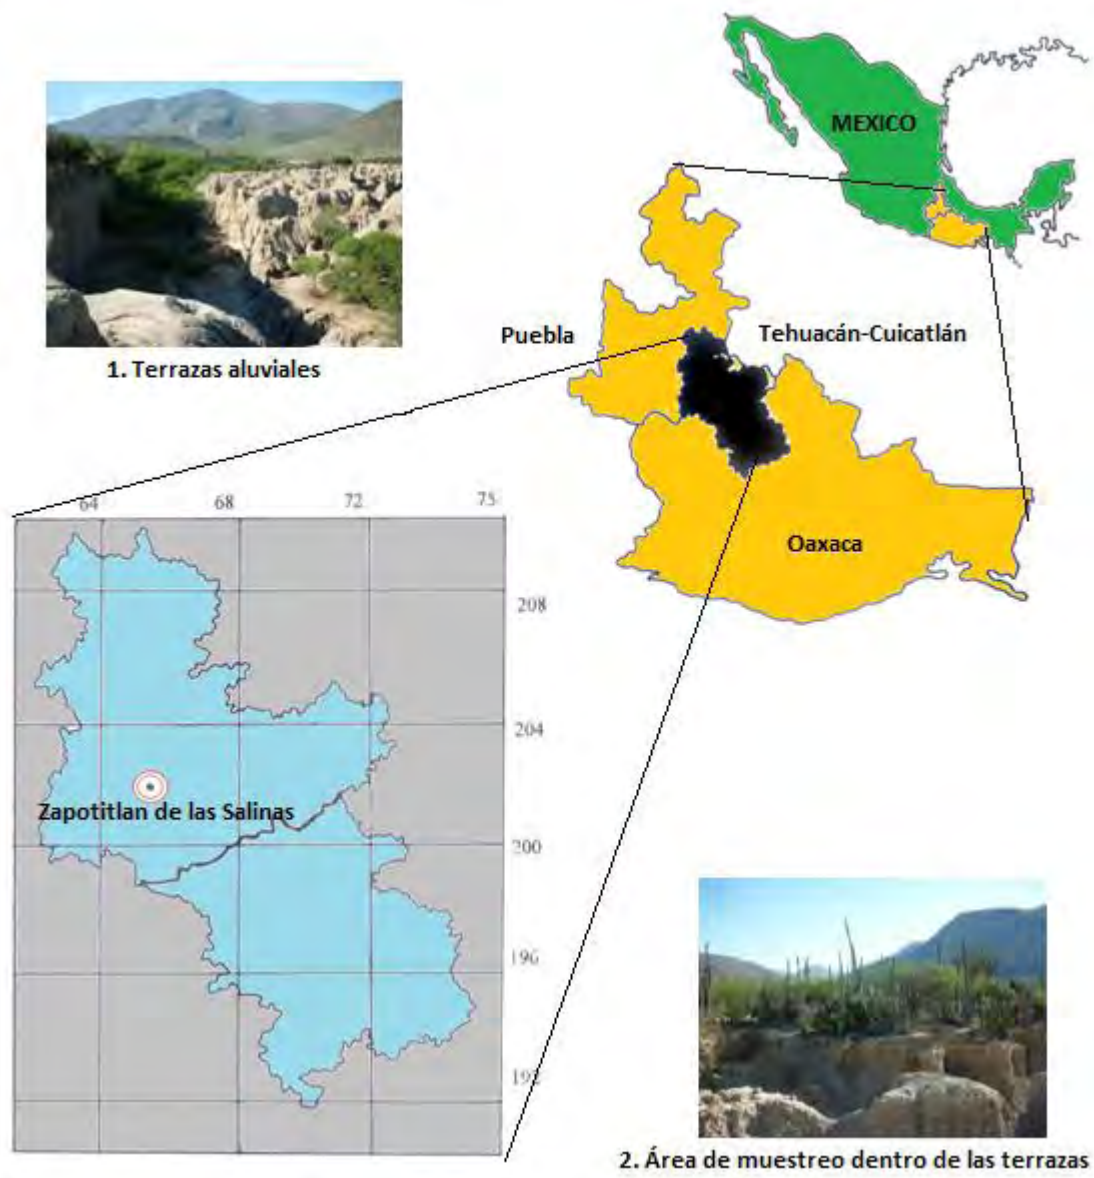 MEXICO
Puebla
Tehuacán-Cuicatlán
1. Terrazas aluviales
64 68 72 75
Oaxaca
208
204
Zapotitlan de las Salinas
200
196
192
2. Área de muestreo dentro de las terrazas